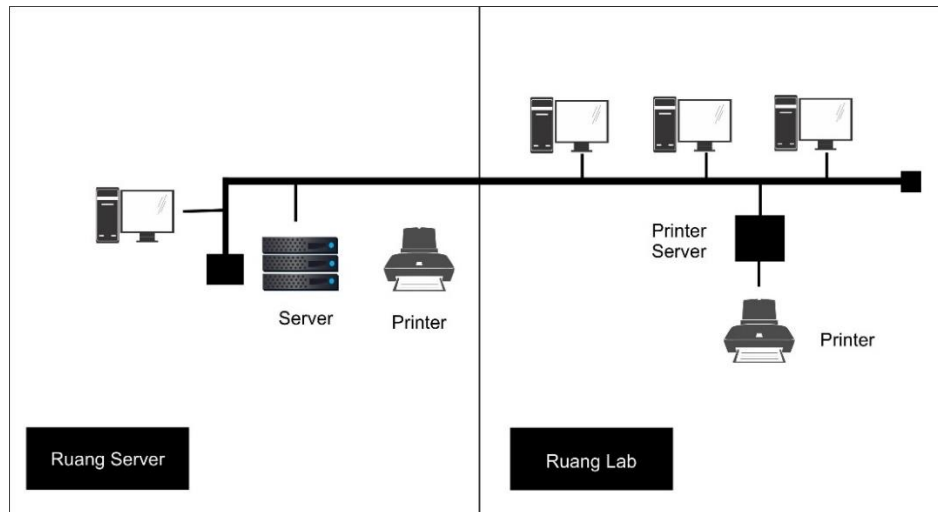 Printer
Server
Server
Printer
Printer
Ruang Server
Ruang Lab